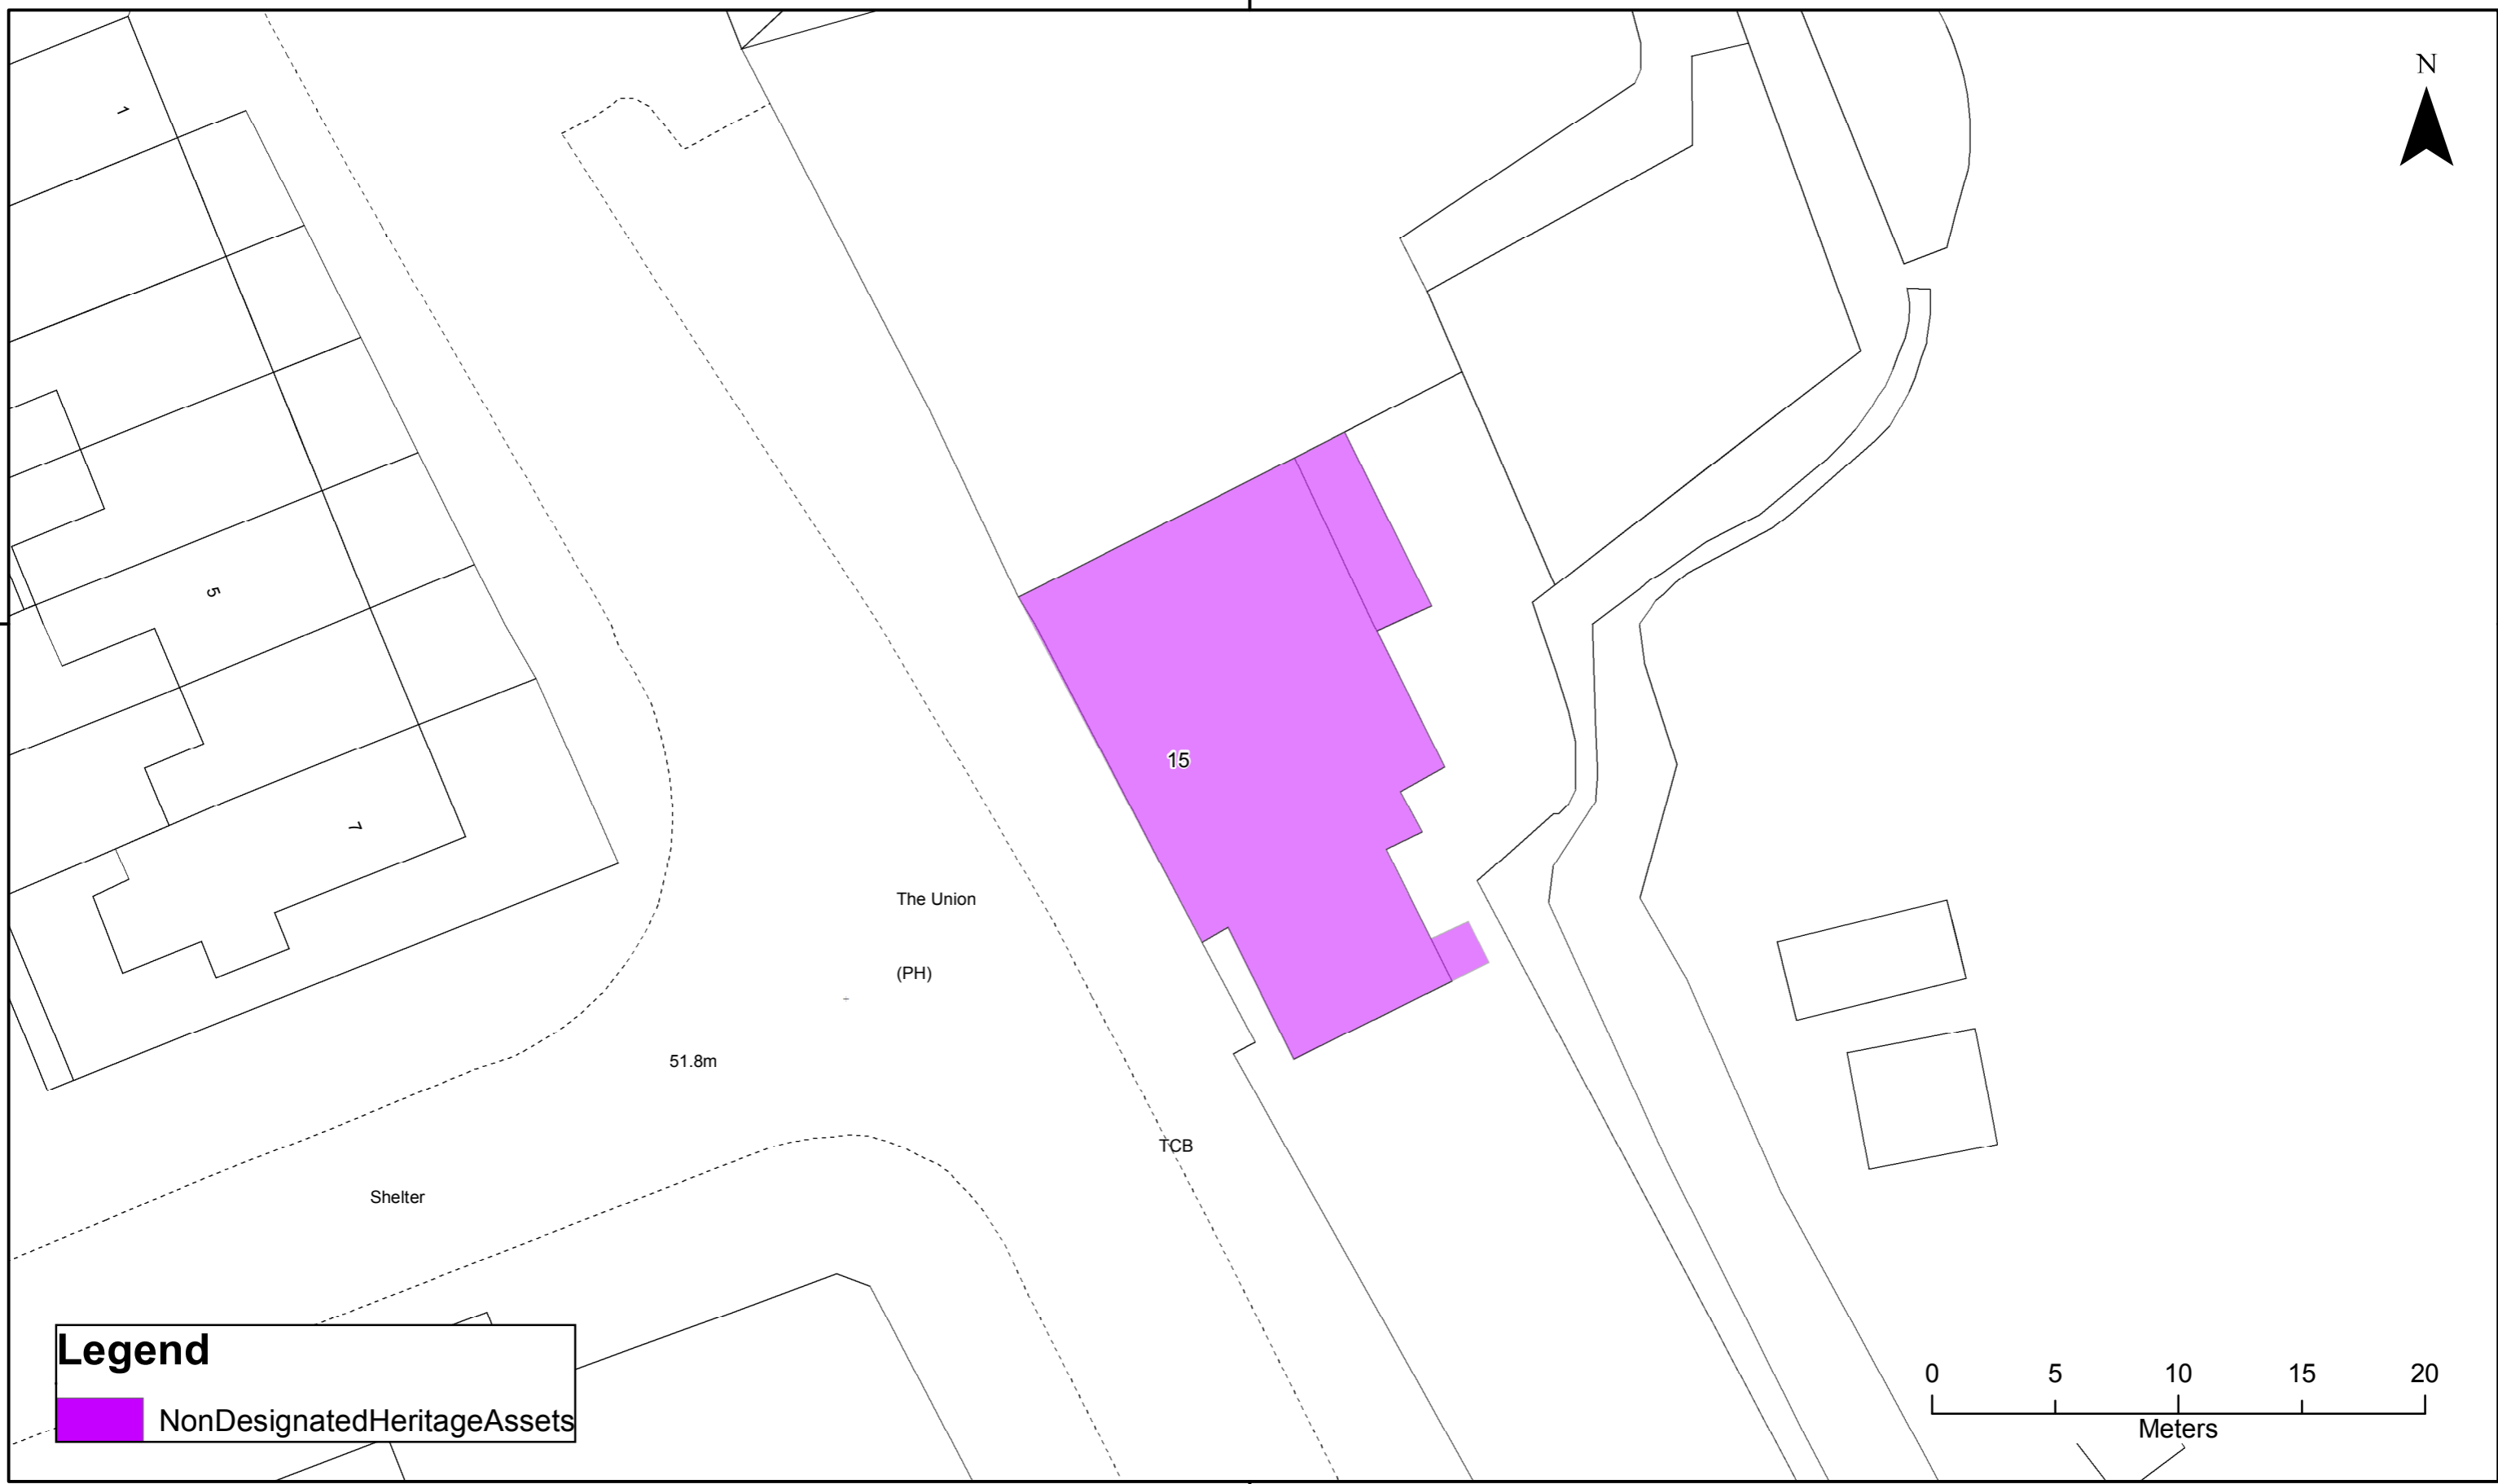 N
1
5
15
7
The Union
(PH)
51.8m
TCB
Shelter
Legend
NonDesignatedHeritageAssets
0 5 10 15 20
Meters